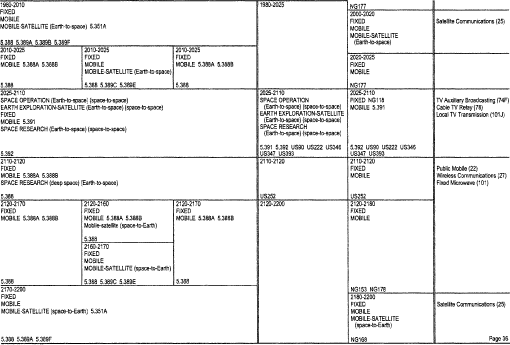 1980-2010
FIXED
MOBILE
MOBILE-SATELLITE (Earth-to-space) 5.351A
5.388 5.389A 5.389B 5.389F
2010-2025
FIXED
MOBILE 5.388A 5.388B
5.388
2010-2025
FIXED
MOBILE
MOBILE-SATELLITE (Earth-to-space)
5.388 5.389C 5.389E
2010-2025
FIXED
MOBILE 5.388A 5.388B
5.388
1980-2025
NG177
2000-2020
FIXED
MOBILE
MOBILE-SATELLITE
(Earth-to-space)
2020-2025
FIXED
MOBILE
NG177
Satellite Communications (25)
2025-2110
SPACE OPERATION (Earth-to-space) (space-to-space)
EARTH EXPLORATION-SATELLITE (Earth-to-space) (space-to-space)
FIXED
MOBILE 5.391
SPACE RESEARCH (Earth-to-space) (space-to-space)
5.392
2025-2110
SPACE OPERATION
(Earth-to-space) (space-to-space)
EARTH EXPLORATION-SATELLITE
(Earth-to-space) (space-to-space)
SPACE RESEARCH
(Earth-to-space) (space-to-space)
5.391 5.392 US90 US222 US346
US347 US393
2025-2110
FIXED NG118
MOBILE 5.391
5.392 US90 US222 US346
US347 US393
TV Auxiliary Broadcasting (74F)
Cable TV Relay (78)
Local TV Transmission (101J)
2110-2120
FIXED
MOBILE 5.388A 5.388B
SPACE RESEARCH (deep space) (Earth-to-space)
5.388
2110-2120
US252
2110-2120
FIXED
MOBILE
US252
Public Mobile (22)
Wireless Communications (27)
Fixed Microwave (101)
2120-2170
FIXED
MOBILE 5.388A 5.388B
5.388
2120-2160
FIXED
MOBILE 5.388A 5.388B
Mobile-satellite (space-to-Earth)
5.388
2160-2170
FIXED
MOBILE
MOBILE-SATELLITE (space-to-Earth)
5.388 5.389C 5.389E
2120-2170
FIXED
MOBILE 5.388A 5.388B
5.388
2120-2200
2120-2180
FIXED
MOBILE
NG153 NG178
2170-2200
FIXED
MOBILE
MOBILE-SATELLITE (space-to-Earth) 5.351A
5.388 5.389A 5.389F
2180-2200
FIXED
MOBILE
MOBILE-SATELLITE
(space-to-Earth)
NG168
Satellite Communications (25)
Page 36